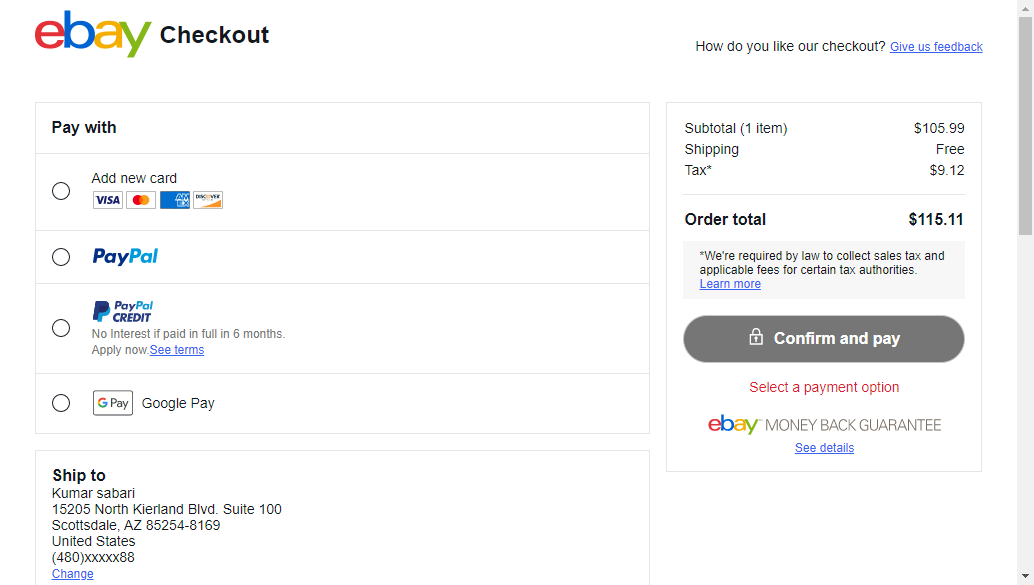 ebay Checkout
How do you like our checkout? Give us feedback
Pay with
Add new card
VISA AMEX DISCOVER
PayPal
PayPal CREDIT
No Interest if paid in full in 6 months.
Apply now.See terms
G Pay Google Pay
Ship to
Kumar sabari
15205 North Kierland Blvd. Suite 100
Scottsdale, AZ 85254-8169
United States
(480)xxxxx88
Change
Subtotal (1 item) $105.99
Shipping Free
Tax* $9.12
Order total $115.11
*We're required by law to collect sales tax and
applicable fees for certain tax authorities.
Learn more
Confirm and pay
Select a payment option
ebay™ MONEY BACK GUARANTEE
See details